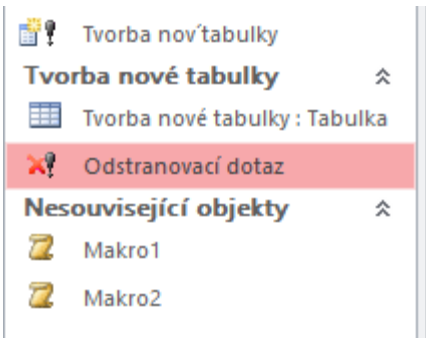 Tvorba nov´tabulky
Tvorba nové tabulky
Tvorba nové tabulky : Tabulka
Odstranovací dotaz
Nesouvisející objekty
Makro1
Makro2